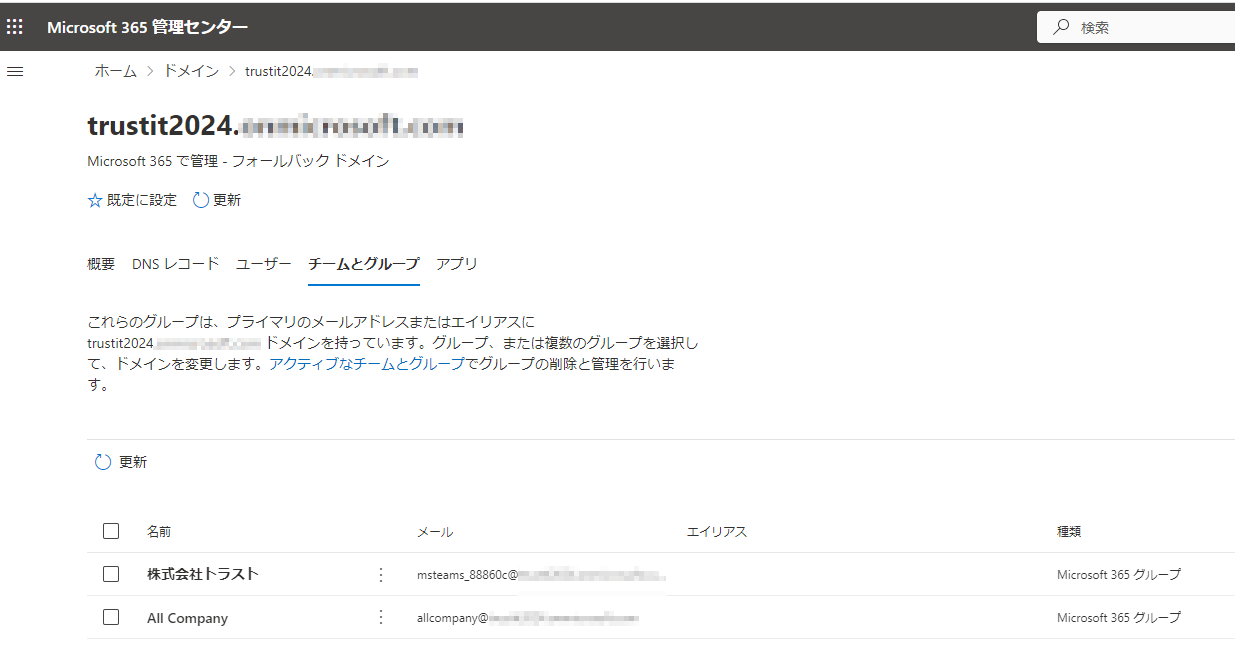 Microsoft 365 管理センター
検索
ホーム > ドメイン > trustit2024.
trustit2024.
Microsoft 365 で管理 - フォールバック ドメイン
既定に設定 更新
概要 DNS レコード ユーザー チームとグループ アプリ
これらのグループは、プライマリのメールアドレスまたはエイリアスに
trustit2024. ドメインを持っています。グループ、または複数のグループを選択し
て、ドメインを変更します。アクティブなチームとグループでグループの削除と管理を行いま
す。
更新
名前 メール エイリアス 種類
株式会社トラスト msteams_88860c@ Microsoft 365 グループ
All Company allcompany@ Microsoft 365 グループ